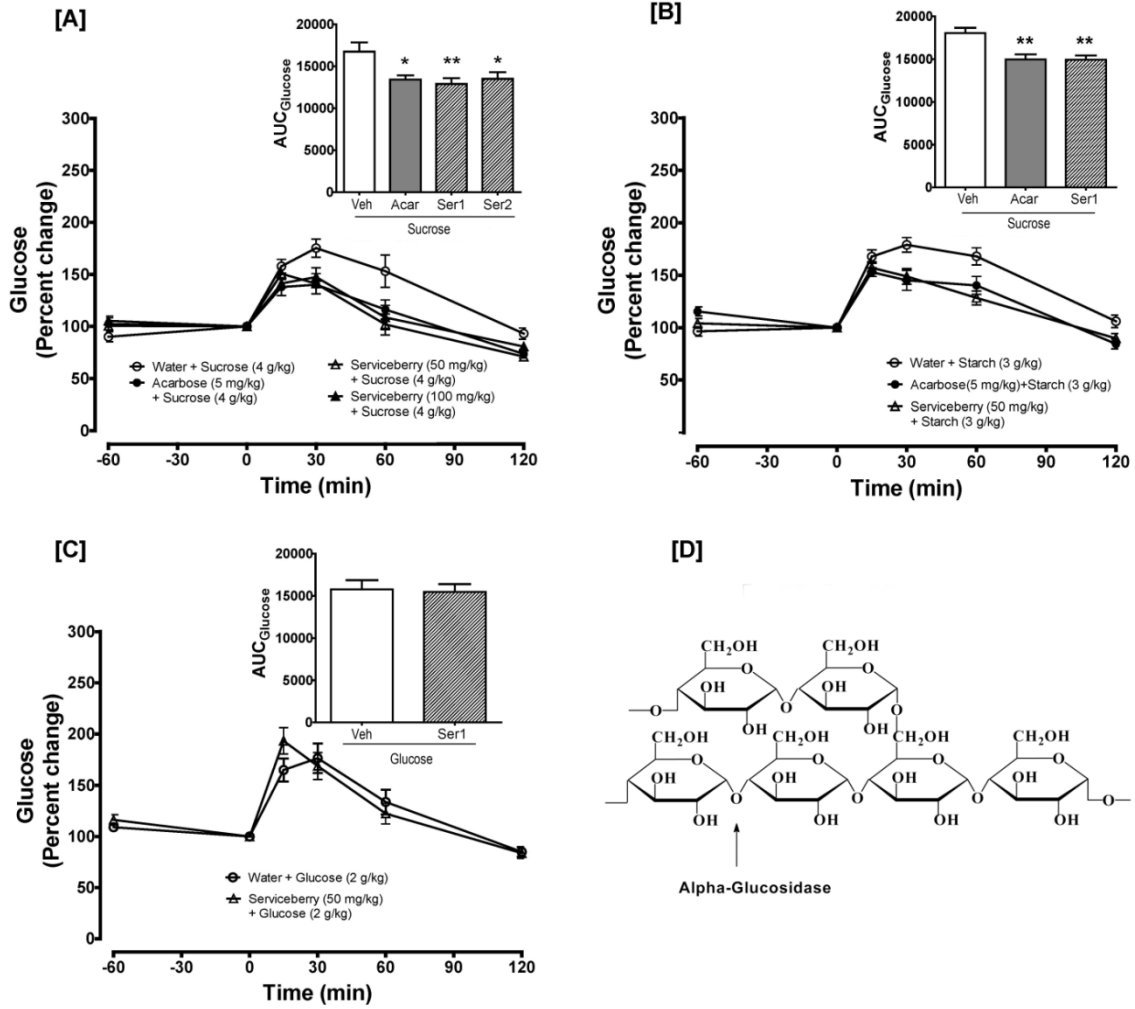 [A]
20000
15000
10000
5000
0
AUCGlucose
* ** *
Veh Acar Ser1 Ser2
Sucrose
300
250
200
150
100
50
0
Glucose
(Percent change)
Water + Sucrose (4 g/kg)
Acarbose (5 mg/kg)
+ Sucrose (4 g/kg)
Serviceberry (50 mg/kg)
+ Sucrose (4 g/kg)
Serviceberry (100 mg/kg)
+ Sucrose (4 g/kg)
-60 -30 0 30 60 90 120
Time (min)
[B]
20000
15000
10000
5000
0
AUCGlucose
** **
Veh Acar Ser1
Sucrose
300
250
200
150
100
50
0
Glucose
(Percent change)
Water + Starch (3 g/kg)
Acarbose(5 mg/kg)+Starch (3 g/kg)
Serviceberry (50 mg/kg)
+ Starch (3 g/kg)
-60 -30 0 30 60 90 120
Time (min)
[C]
20000
15000
10000
5000
0
AUCGlucose
Veh Ser1
Glucose
300
250
200
150
100
50
0
Glucose
(Percent change)
Water + Glucose (2 g/kg)
Serviceberry (50 mg/kg)
+ Glucose (2 g/kg)
-60 -30 0 30 60 90 120
Time (min)
[D]
CH2OH CH2OH
O O
OH OH
O O O
OH OH
CH2OH CH2OH CH2OH CH2OH
O O O O
OH OH OH OH
O O O O
OH OH OH OH
Alpha-Glucosidase